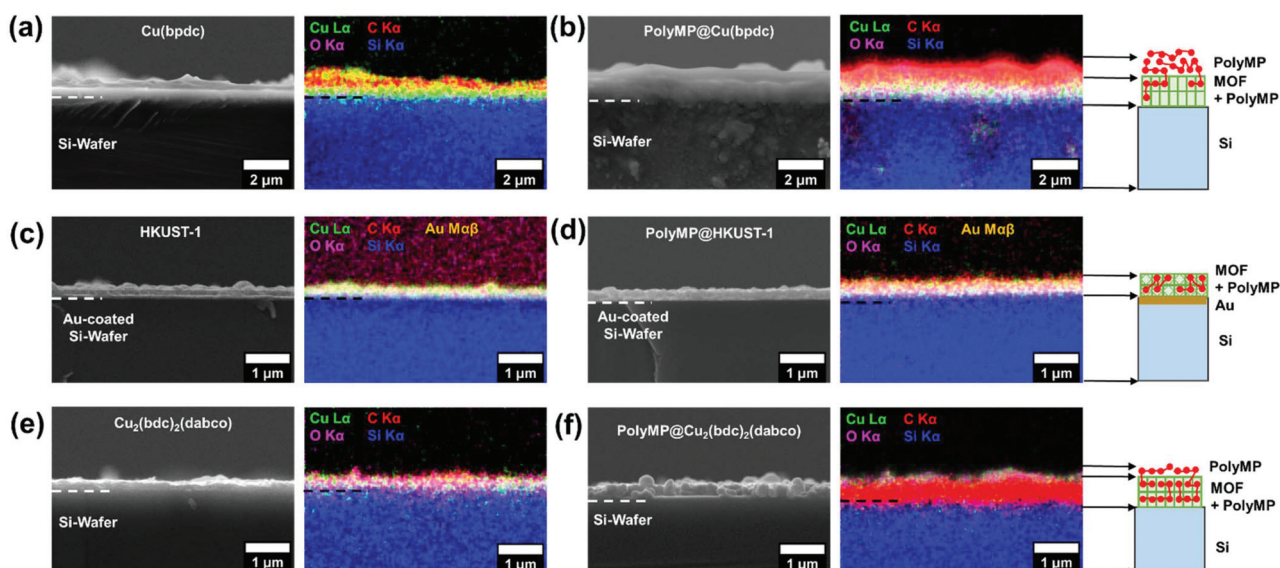 (a)
Cu(bpdc)
Si-Wafer
2 μm
Cu Lα C Kα
O Kα Si Kα
2 μm
(b)
PolyMP@Cu(bpdc)
Si-Wafer
2 μm
Cu Lα C Kα
O Kα Si Kα
2 μm
PolyMP
MOF
+ PolyMP
Si
(c)
HKUST-1
Au-coated
Si-Wafer
1 μm
Cu Lα C Kα Au Mαβ
O Kα Si Kα
1 μm
(d)
PolyMP@HKUST-1
Au-coated
Si-Wafer
1 μm
Cu Lα C Kα Au Mαβ
O Kα Si Kα
1 μm
MOF
+ PolyMP
Au
Si
(e)
Cu₂(bdc)₂(dabco)
Si-Wafer
1 μm
Cu Lα C Kα
O Kα Si Kα
1 μm
(f)
PolyMP@Cu₂(bdc)₂(dabco)
Si-Wafer
1 μm
Cu Lα C Kα
O Kα Si Kα
1 μm
PolyMP
MOF
+ PolyMP
Si